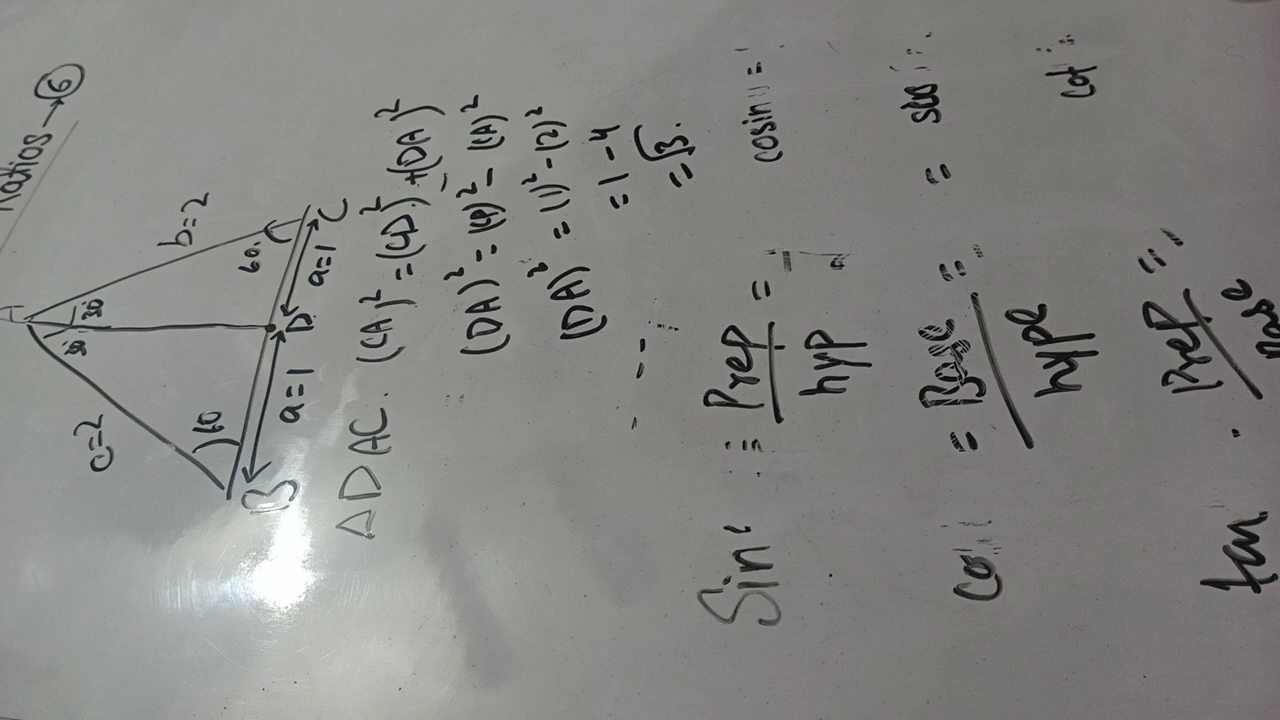 Ratios → 6
A
c=2
b=2
30
60
60
B
D
C
a=1
a=1
ΔDAC. (CA)² = (CD)² + (DA)²
(DA)² = (CD)² - (CA)²
(DA)² = (1)² - (2)²
= 1 - 4
= √3.
Sin = Prep/hyp =
cosin =
Cos = Base/hype = = sec
tan Prep/Base =
cot